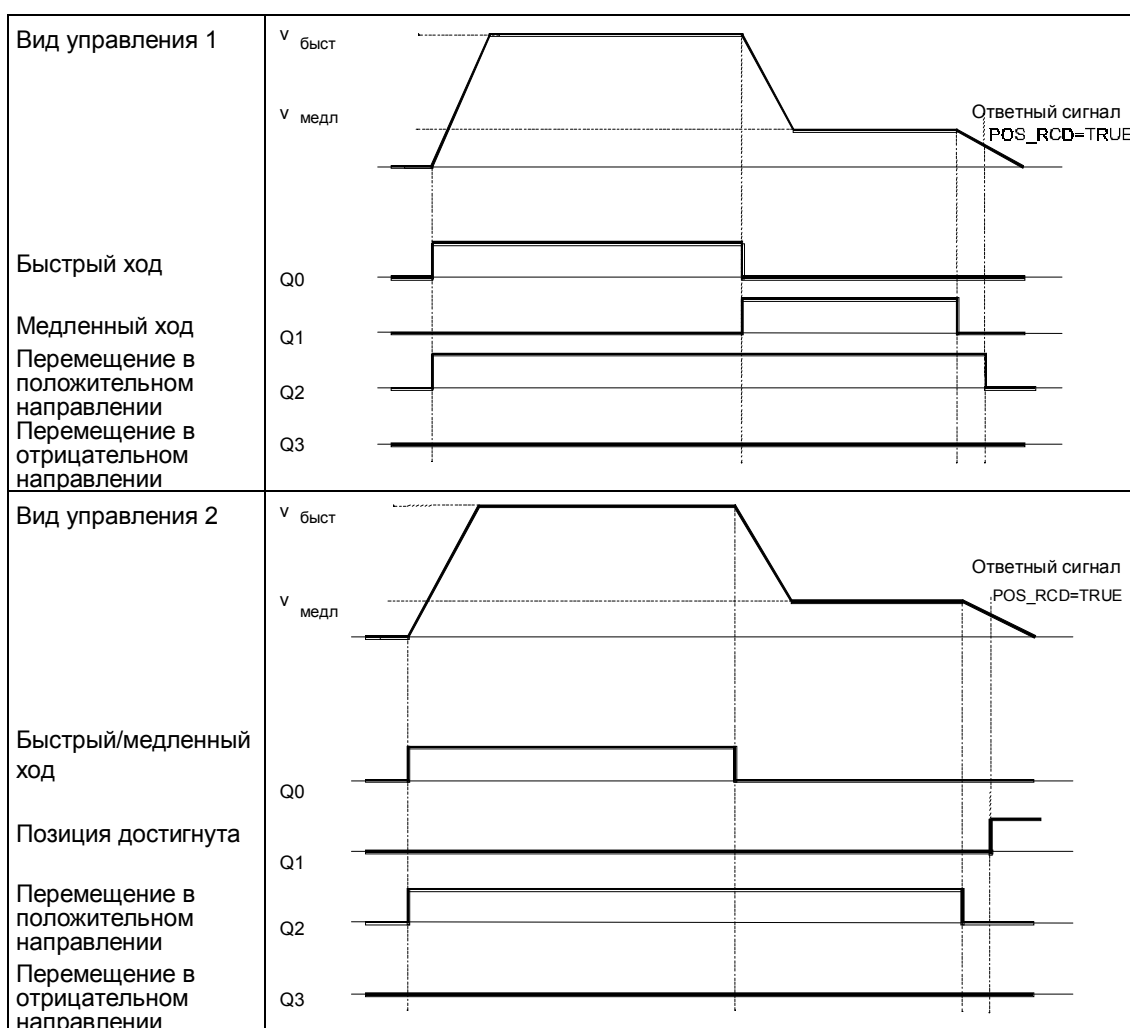 Вид управления 1
v быст
v медл
Ответный сигнал
POS_RCD=TRUE
Быстрый ход
Q0
Медленный ход
Q1
Перемещение в
положительном
направлении
Q2
Перемещение в
отрицательном
направлении
Q3
Вид управления 2
v быст
Ответный сигнал
v медл
POS_RCD=TRUE
Быстрый/медленный
ход
Q0
Позиция достигнута
Q1
Перемещение в
положительном
направлении
Q2
Перемещение в
отрицательном
направлении
Q3